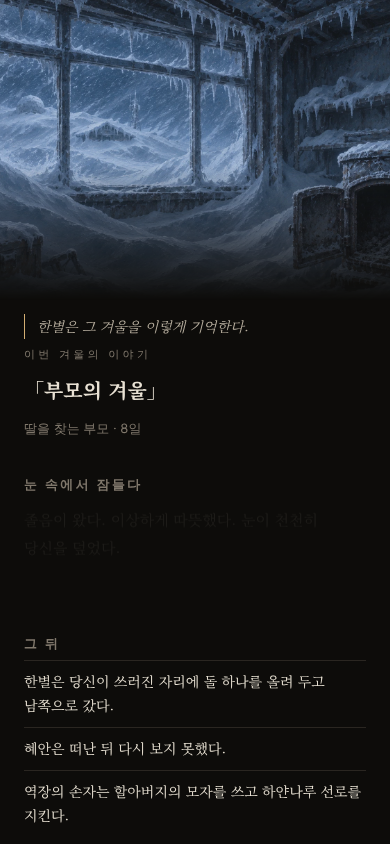 한별은 그 겨울을 이렇게 기억한다.
이번 겨울의 이야기
「부모의 겨울」
딸을 찾는 부모 · 8일
눈 속에서 잠들다
졸음이 왔다. 이상하게 따뜻했다. 눈이 천천히
당신을 덮었다.
그 뒤
한별은 당신이 쓰러진 자리에 돌 하나를 올려 두고
남쪽으로 갔다.
혜안은 떠난 뒤 다시 보지 못했다.
역장의 손자는 할아버지의 모자를 쓰고 하얀나루 선로를
지킨다.